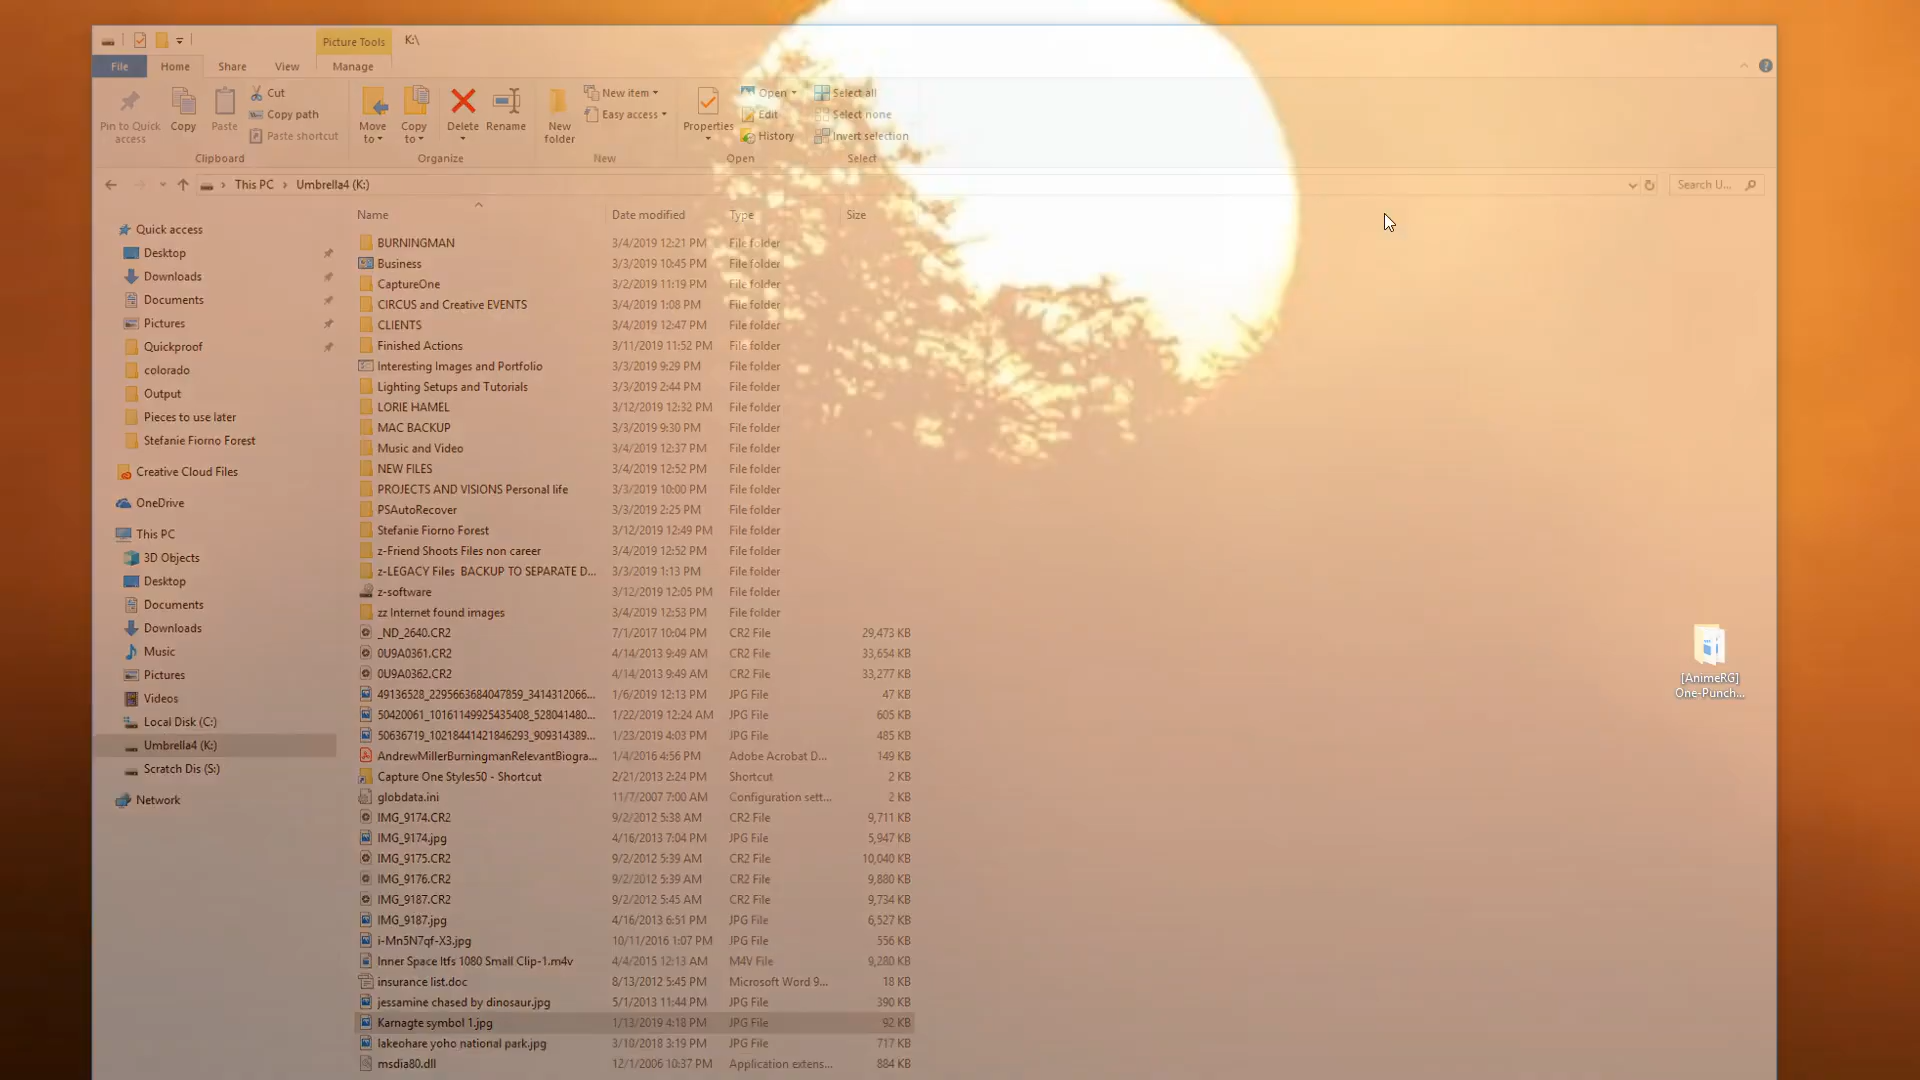 Picture Tools K:\
File Home Share View Manage
Pin to Quick access
Copy
Paste
Cut
Copy path
Paste shortcut
Clipboard
Move to
Copy to
Delete
Rename
Organize
New folder
New item
Easy access
New
Properties
Open
Edit
History
Open
Select all
Select none
Invert selection
Select
This PC Umbrella4 (K:) Search U...
Quick access
Desktop
Downloads
Documents
Pictures
Quickproof
colorado
Output
Pieces to use later
Stefanie Fiorno Forest
Creative Cloud Files
OneDrive
This PC
3D Objects
Desktop
Documents
Downloads
Music
Pictures
Videos
Local Disk (C:)
Umbrella4 (K:)
Scratch Dis (S:)
Network
Name Date modified Type Size
BURNINGMAN 3/4/2019 12:21 PM File folder
Business 3/3/2019 10:45 PM File folder
CaptureOne 3/2/2019 11:19 PM File folder
CIRCUS and Creative EVENTS 3/4/2019 1:08 PM File folder
CLIENTS 3/4/2019 12:47 PM File folder
Finished Actions 3/11/2019 11:52 PM File folder
Interesting Images and Portfolio 3/3/2019 9:29 PM File folder
Lighting Setups and Tutorials 3/3/2019 2:44 PM File folder
LORIE HAMEL 3/12/2019 12:32 PM File folder
MAC BACKUP 3/3/2019 9:30 PM File folder
Music and Video 3/4/2019 12:37 PM File folder
NEW FILES 3/4/2019 12:52 PM File folder
PROJECTS AND VISIONS Personal life 3/3/2019 10:00 PM File folder
PSAutoRecover 3/3/2019 2:25 PM File folder
Stefanie Fiorno Forest 3/12/2019 12:49 PM File folder
z-Friend Shoots Files non career 3/4/2019 12:52 PM File folder
z-LEGACY Files BACKUP TO SEPARATE D... 3/3/2019 1:13 PM File folder
z-software 3/12/2019 12:05 PM File folder
zz Internet found images 3/4/2019 12:53 PM File folder
_ND_2640.CR2 7/1/2017 10:04 PM CR2 File 29,473 KB
0U9A0361.CR2 4/14/2013 9:49 AM CR2 File 33,654 KB
0U9A0362.CR2 4/14/2013 9:49 AM CR2 File 33,277 KB
49136528_2295663684047859_3414312066... 1/6/2019 12:13 PM JPG File 47 KB
50420061_10161149925435408_528041480... 1/22/2019 12:24 AM JPG File 605 KB
50636719_10218441421846293_909314389... 1/23/2019 4:03 PM JPG File 485 KB
AndrewMillerBurningmanRelevantBiogra... 1/4/2016 4:56 PM Adobe Acrobat D... 149 KB
Capture One Styles50 - Shortcut 2/21/2013 2:24 PM Shortcut 2 KB
globdata.ini 11/7/2007 7:00 AM Configuration sett... 2 KB
IMG_9174.CR2 9/2/2012 5:38 AM CR2 File 9,711 KB
IMG_9174.jpg 4/16/2013 7:04 PM JPG File 5,947 KB
IMG_9175.CR2 9/2/2012 5:39 AM CR2 File 10,040 KB
IMG_9176.CR2 9/2/2012 5:39 AM CR2 File 9,880 KB
IMG_9187.CR2 9/2/2012 5:45 AM CR2 File 9,734 KB
IMG_9187.jpg 4/16/2013 6:51 PM JPG File 6,527 KB
i-Mn5N7qf-X3.jpg 10/11/2016 1:07 PM JPG File 556 KB
Inner Space ltfs 1080 Small Clip-1.m4v 4/4/2015 12:13 AM M4V File 9,280 KB
insurance list.doc 8/13/2012 5:45 PM Microsoft Word 9... 18 KB
jessamine chased by dinosaur.jpg 5/1/2013 11:44 PM JPG File 390 KB
Karnagte symbol 1.jpg 1/13/2019 4:18 PM JPG File 92 KB
lakeohare yoho national park.jpg 3/10/2018 3:19 PM JPG File 717 KB
msdia80.dll 12/1/2006 10:37 PM Application extens... 884 KB
[AnimeRG]
One-Punch...